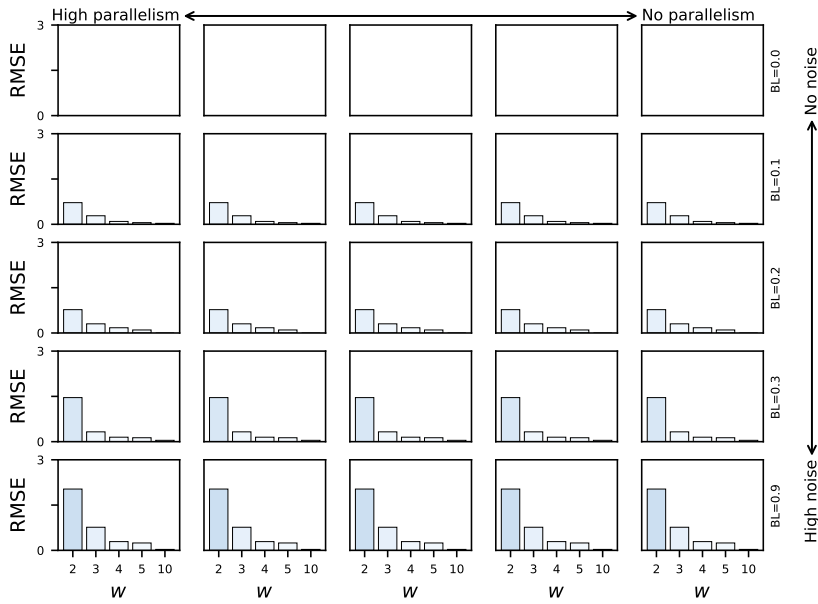 High parallelism No parallelism
3
RMSE
0
BL=0.0
No noise
3
RMSE
0
BL=0.1
3
RMSE
0
BL=0.2
3
RMSE
0
BL=0.3
3
RMSE
0
BL=0.9
High noise
2 3 4 5 10 2 3 4 5 10 2 3 4 5 10 2 3 4 5 10 2 3 4 5 10
w w w w w